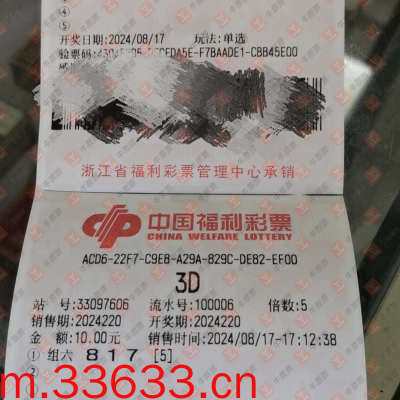 ④
⑤
开奖日期:2024/08/17 玩法:单选
浙江省福利彩票管理中心承销
中国福利彩票
CHINA WELFARE LOTTERY
ACD6-22F7-C9E8-A29A-829C-DE82-EF00
3D
站 号:33097606 流水号:100006 倍数:5
销售期:2024220 开奖期:2024220
金 额:10.00元 销售时间:2024/08/17-17:12:38
① 组六 817 [5]
②
m.33633.cn